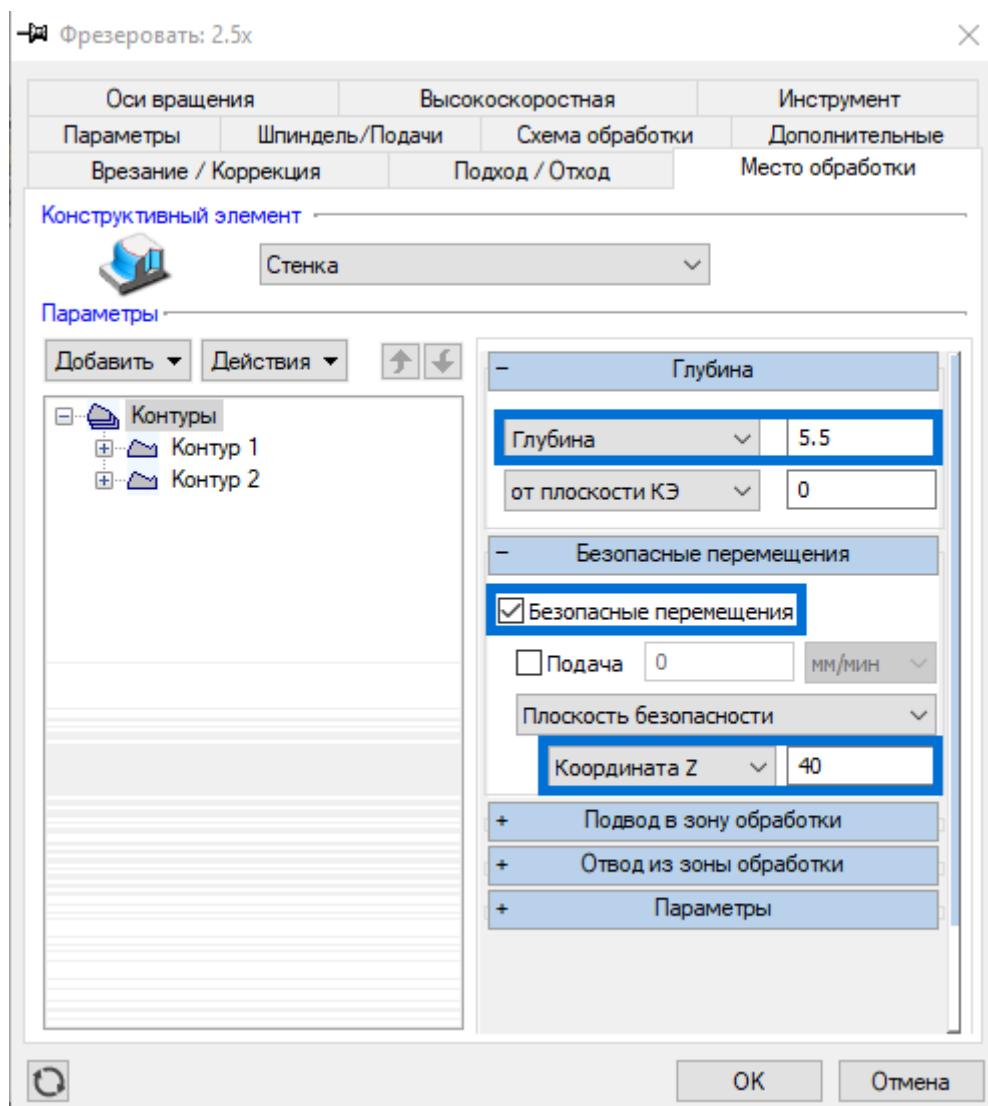 Фрезеровать: 2.5x
Оси вращения Высокоскоростная Инструмент
Параметры Шпиндель/Подачи Схема обработки Дополнительные
Врезание / Коррекция Подход / Отход Место обработки
Конструктивный элемент
Стенка
Параметры
Добавить Действия
Контуры
Контур 1
Контур 2
Глубина
Глубина 5.5
от плоскости КЭ 0
Безопасные перемещения
Безопасные перемещения
Подача 0 мм/мин
Плоскость безопасности
Координата Z 40
Подвод в зону обработки
Отвод из зоны обработки
Параметры
OK Отмена